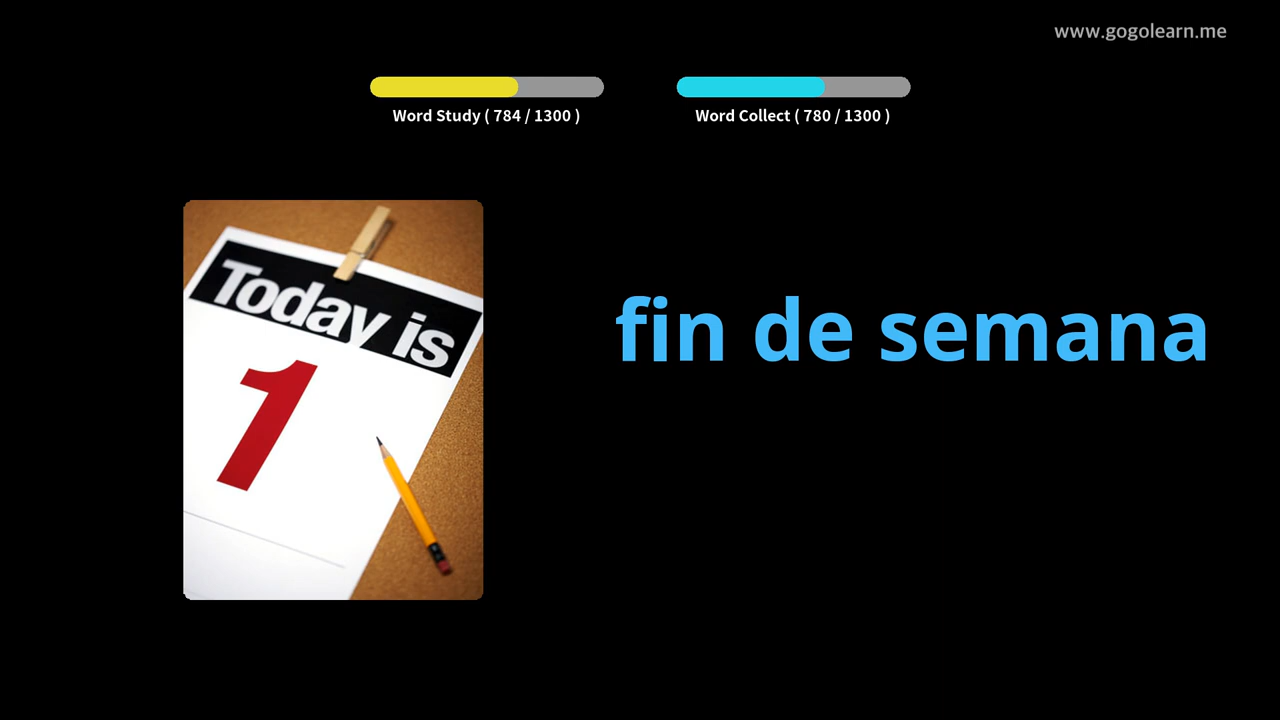 www.gogolearn.me
Word Study ( 784 / 1300 )
Word Collect ( 780 / 1300 )
Today is
1
fin de semana